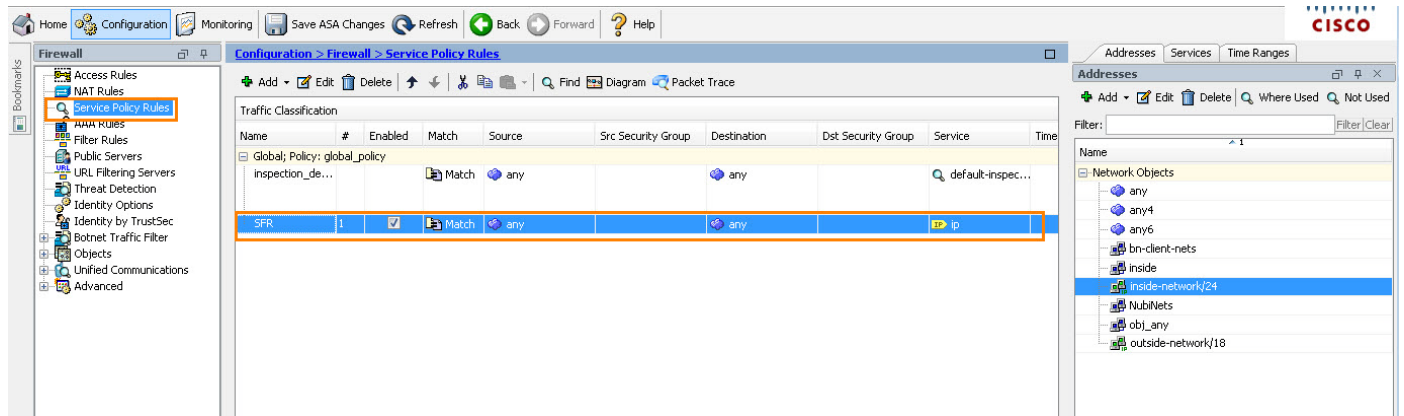 Home Configuration Monitoring Save ASA Changes Refresh Back Forward Help
CISCO
Bookmarks
Firewall
Access Rules
NAT Rules
Service Policy Rules
AAA Rules
Filter Rules
Public Servers
URL Filtering Servers
Threat Detection
Identity Options
Identity by TrustSec
Botnet Traffic Filter
Objects
Unified Communications
Advanced
Configuration > Firewall > Service Policy Rules
Add Edit Delete Find Diagram Packet Trace
Traffic Classification
Name # Enabled Match Source Src Security Group Destination Dst Security Group Service Time
Global; Policy: global_policy
inspection_de... Match any any default-inspec...
SFR 1 Match any any IP ip
Addresses Services Time Ranges
Addresses
Add Edit Delete Where Used Not Used
Filter: Filter Clear
1
Name
Network Objects
any
any4
any6
bn-client-nets
inside
inside-network/24
NubiNets
obj_any
outside-network/18